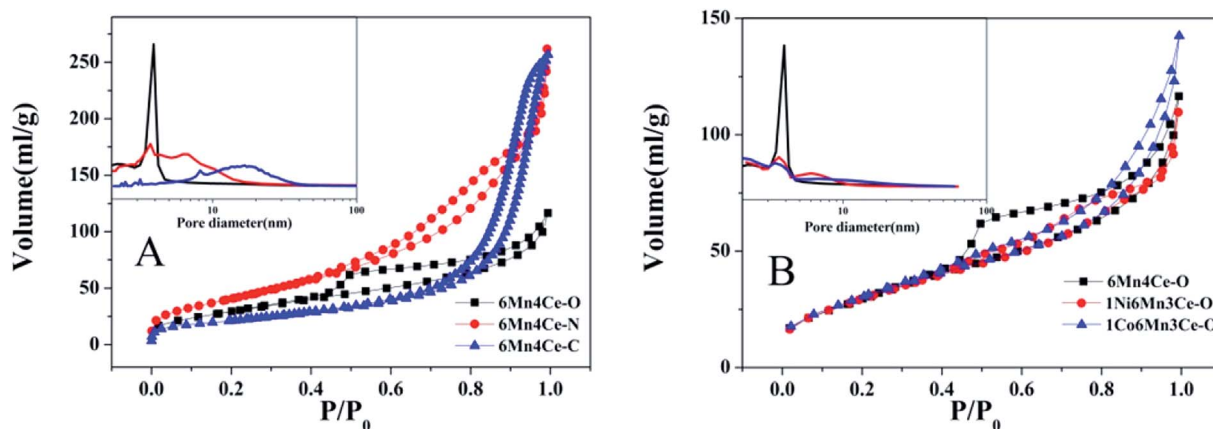 250
200
150
100
50
0
Volume(ml/g)
10
100
Pore diameter(nm)
A
6Mn4Ce-O
6Mn4Ce-N
6Mn4Ce-C
0.0 0.2 0.4 0.6 0.8 1.0
P/P₀
150
100
50
0
Volume(ml/g)
10
100
Pore diameter(nm)
B
6Mn4Ce-O
1Ni6Mn3Ce-O
1Co6Mn3Ce-O
0.0 0.2 0.4 0.6 0.8 1.0
P/P₀